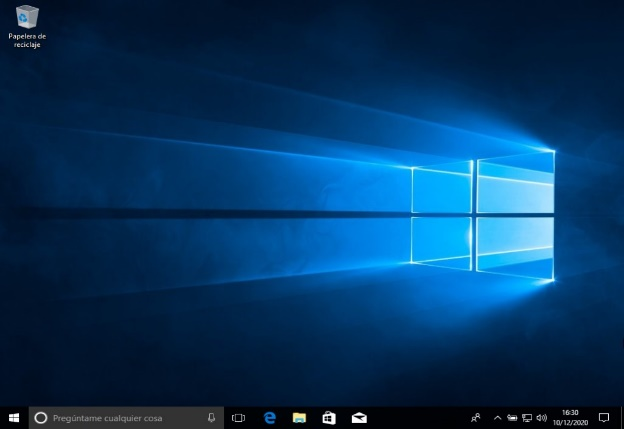 Papelera de
reciclaje
Pregúntame cualquier cosa
16:30
10/12/2020